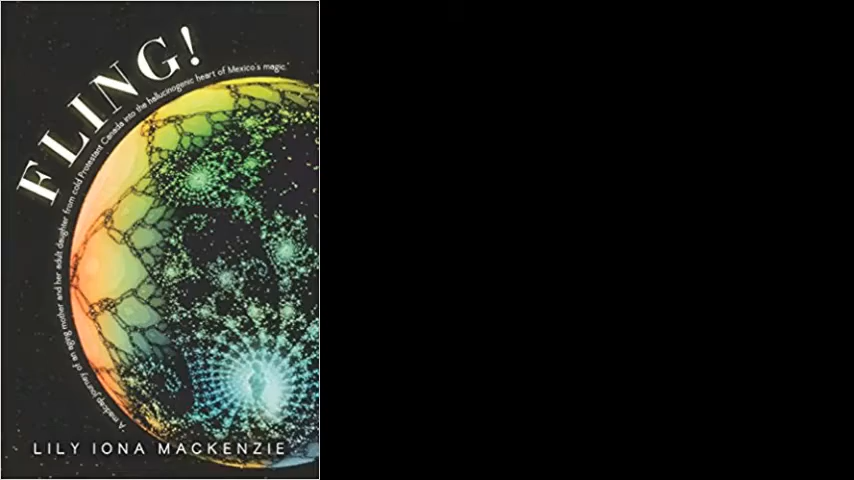 FLING!
A madcap journey of an aging mother and her adult daughter from cold Protestant Canada into the hallucinogenic heart of Mexico's magic."
LILY IONA MACKENZIE